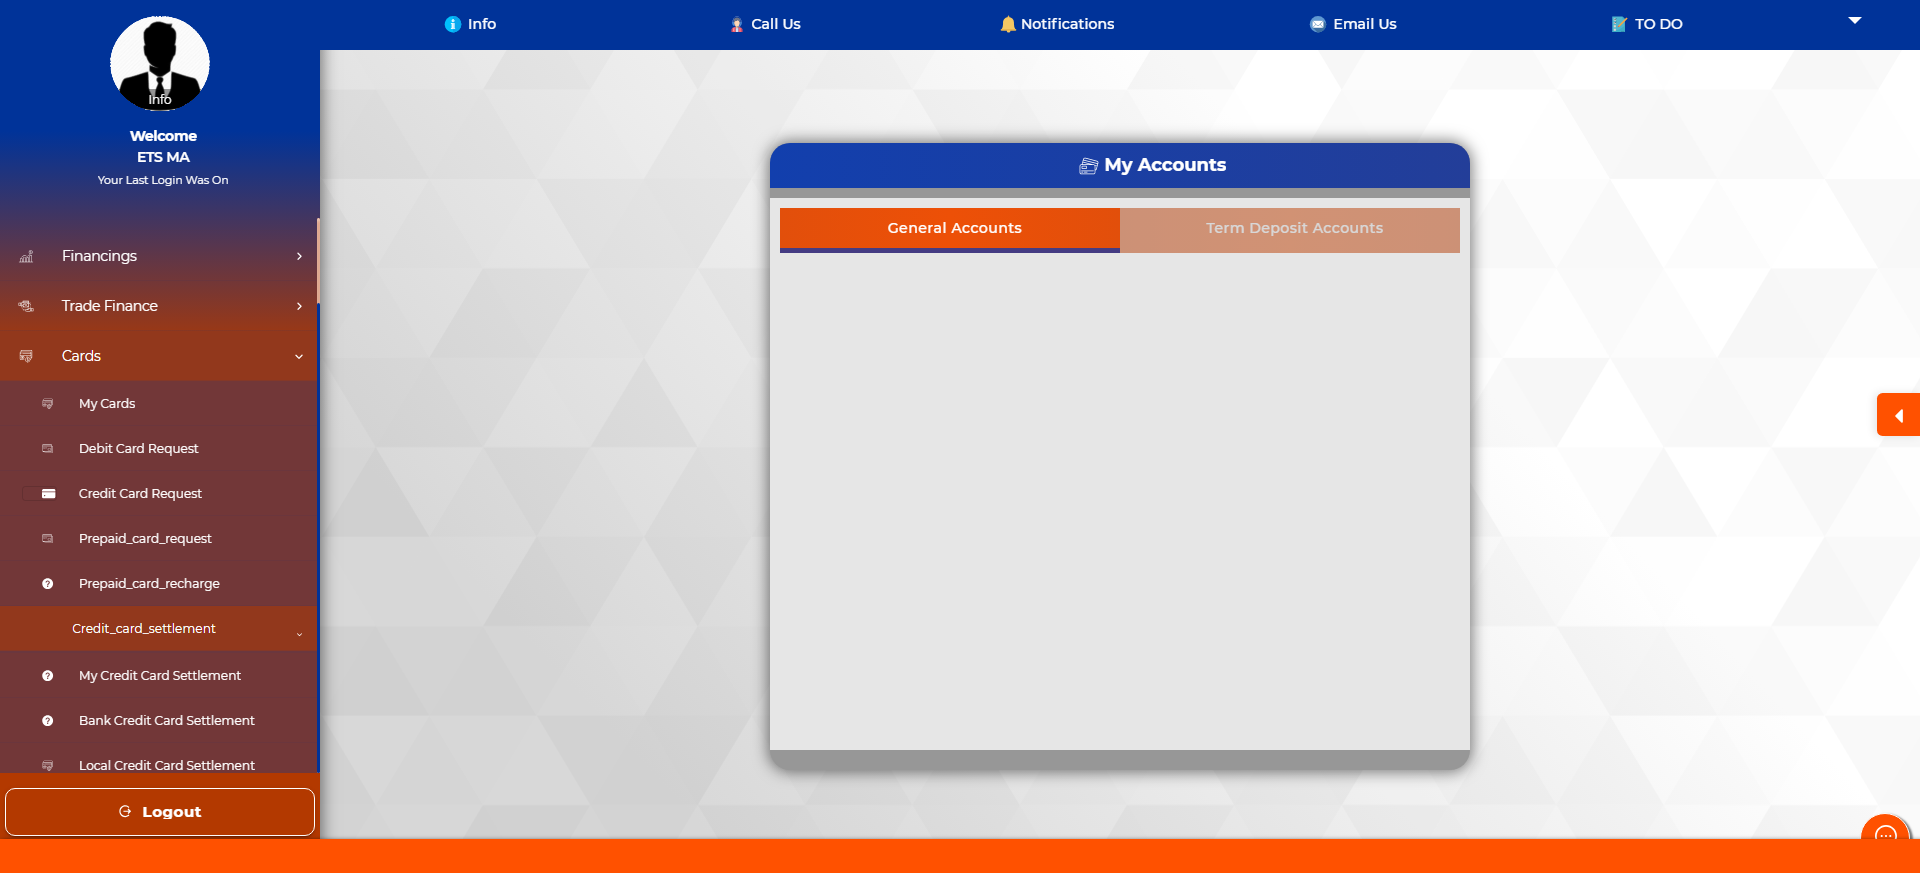 Info
Call Us
Notifications
Email Us
TO DO
Info
Welcome
ETS MA
Your Last Login Was On
Financings
Trade Finance
Cards
My Cards
Debit Card Request
Credit Card Request
Prepaid_card_request
Prepaid_card_recharge
Credit_card_settlement
My Credit Card Settlement
Bank Credit Card Settlement
Local Credit Card Settlement
Logout
My Accounts
General Accounts
Term Deposit Accounts